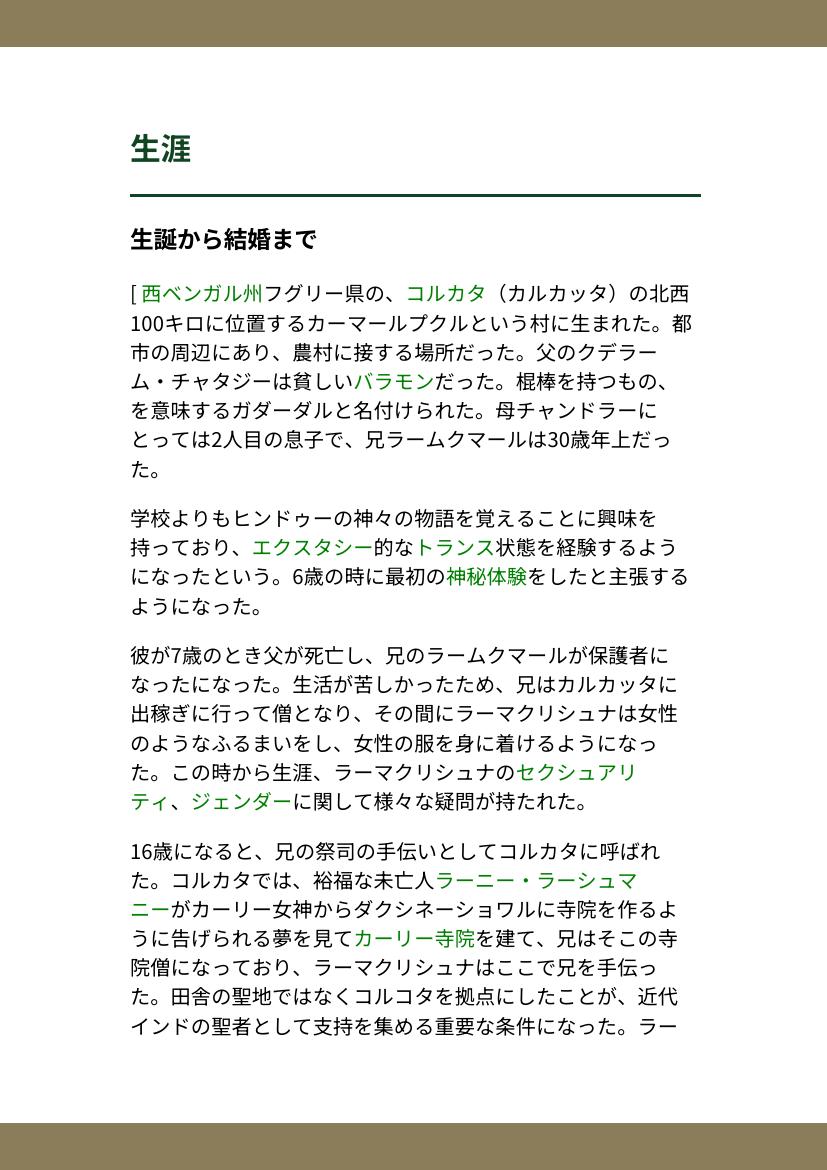 生涯
生誕から結婚まで
[ 西ベンガル州フグリー県の、コルカタ（カルカッタ）の北西
100キロに位置するカーマールプクルという村に生まれた。都
市の周辺にあり、農村に接する場所だった。父のクデラー
ム・チャタジーは貧しいバラモンだった。棍棒を持つもの、
を意味するガダーダルと名付けられた。母チャンドラーに
とっては2人目の息子で、兄ラームクマールは30歳年上だっ
た。
学校よりもヒンドゥーの神々の物語を覚えることに興味を
持っており、エクスタシー的なトランス状態を経験するよう
になったという。6歳の時に最初の神秘体験をしたと主張する
ようになった。
彼が7歳のとき父が死亡し、兄のラームクマールが保護者に
なったになった。生活が苦しかったため、兄はカルカッタに
出稼ぎに行って僧となり、その間にラーマクリシュナは女性
のようなふるまいをし、女性の服を身に着けるようになっ
た。この時から生涯、ラーマクリシュナのセクシュアリ
ティ、ジェンダーに関して様々な疑問が持たれた。
16歳になると、兄の祭司の手伝いとしてコルカタに呼ばれ
た。コルカタでは、裕福な未亡人ラーニー・ラーシュマ
ニーがカーリー女神からダクシネーショワルに寺院を作るよ
うに告げられる夢を見てカーリー寺院を建て、兄はそこの寺
院僧になっており、ラーマクリシュナはここで兄を手伝っ
た。田舎の聖地ではなくコルコタを拠点にしたことが、近代
インドの聖者として支持を集める重要な条件になった。ラー